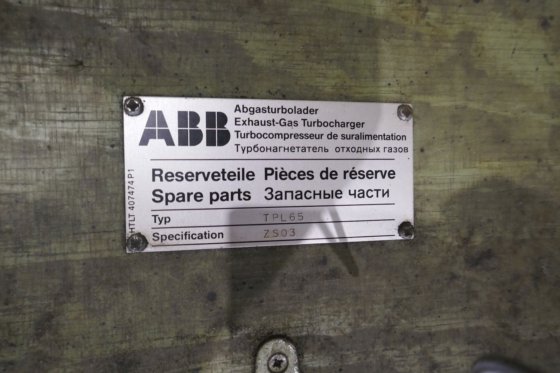 ABB
Abgasturbolader
Exhaust-Gas Turbocharger
Turbocompresseur de suralimentation
Турбонагнетатель отходных газов
Reserveteile Pièces de réserve
Spare parts Запасные части
Typ TPL65
Specification ZS03
HTLT 407474 P1